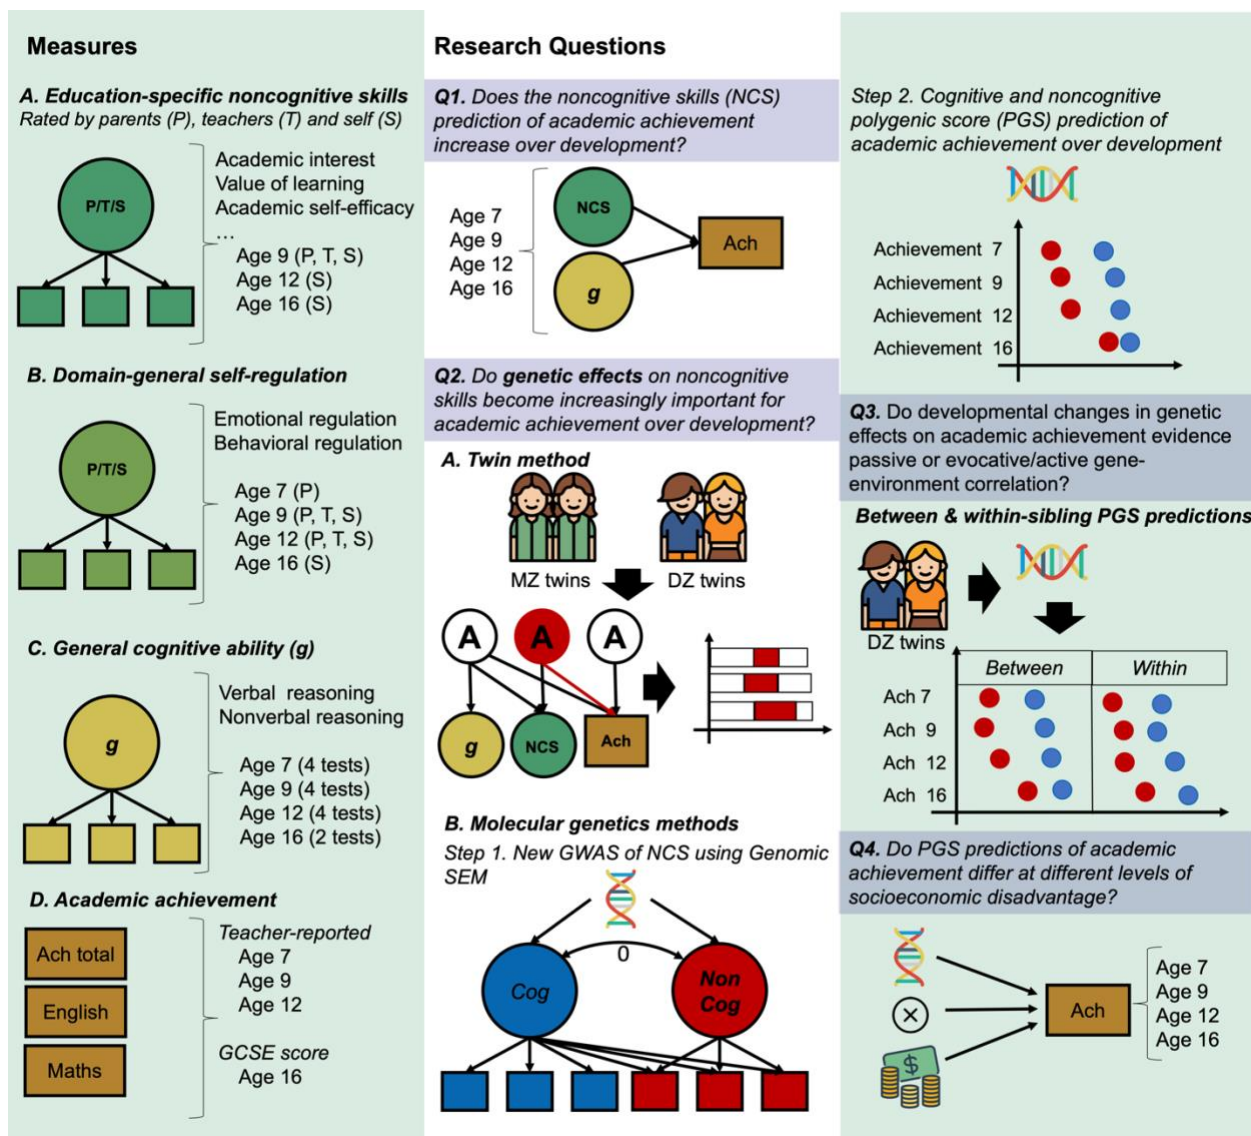 Measures
A. Education-specific noncognitive skills
Rated by parents (P), teachers (T) and self (S)
P/T/S
Academic interest
Value of learning
Academic self-efficacy
...
Age 9 (P, T, S)
Age 12 (S)
Age 16 (S)
B. Domain-general self-regulation
P/T/S
Emotional regulation
Behavioral regulation
Age 7 (P)
Age 9 (P, T, S)
Age 12 (P, T, S)
Age 16 (S)
C. General cognitive ability (g)
g
Verbal reasoning
Nonverbal reasoning
Age 7 (4 tests)
Age 9 (4 tests)
Age 12 (4 tests)
Age 16 (2 tests)
D. Academic achievement
Ach total
English
Maths
Teacher-reported
Age 7
Age 9
Age 12
GCSE score
Age 16
Research Questions
Q1. Does the noncognitive skills (NCS)
prediction of academic achievement
increase over development?
Age 7
Age 9
Age 12
Age 16
NCS
g
Ach
Q2. Do genetic effects on noncognitive
skills become increasingly important for
academic achievement over development?
A. Twin method
MZ twins
DZ twins
A
A
A
g
NCS
Ach
B. Molecular genetics methods
Step 1. New GWAS of NCS using Genomic
SEM
0
Cog
Non
Cog
Step 2. Cognitive and noncognitive
polygenic score (PGS) prediction of
academic achievement over development
Achievement 7
Achievement 9
Achievement 12
Achievement 16
Q3. Do developmental changes in genetic
effects on academic achievement evidence
passive or evocative/active gene-
environment correlation?
Between & within-sibling PGS predictions
DZ twins
Between
Within
Ach 7
Ach 9
Ach 12
Ach 16
Q4. Do PGS predictions of academic
achievement differ at different levels of
socioeconomic disadvantage?
$
Ach
Age 7
Age 9
Age 12
Age 16